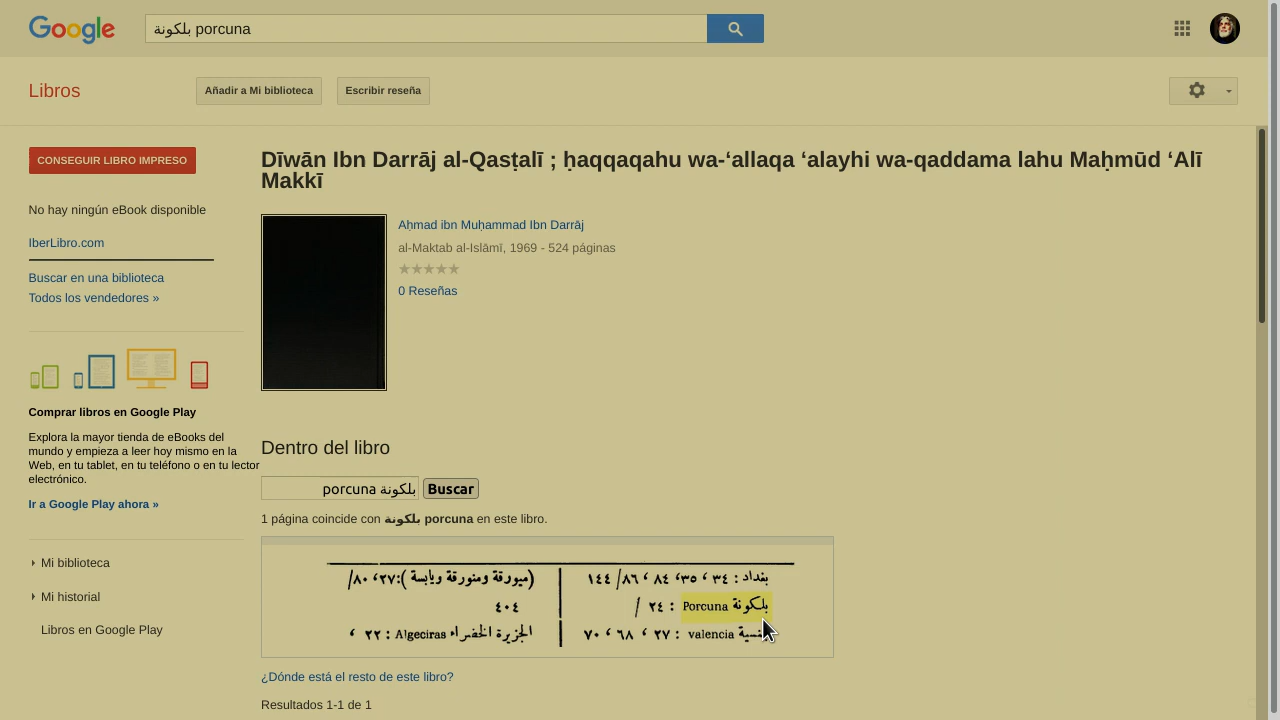 Google
بلكونة porcuna
Libros
Añadir a Mi biblioteca
Escribir reseña
CONSEGUIR LIBRO IMPRESO
No hay ningún eBook disponible
IberLibro.com
Buscar en una biblioteca
Todos los vendedores »
Comprar libros en Google Play
Explora la mayor tienda de eBooks del
mundo y empieza a leer hoy mismo en la
Web, en tu tablet, en tu teléfono o en tu lector
electrónico.
Ir a Google Play ahora »
Mi biblioteca
Mi historial
Libros en Google Play
Dīwān Ibn Darrāj al-Qasṭalī ; ḥaqqaqahu wa-‘allaqa ‘alayhi wa-qaddama lahu Maḥmūd ‘Alī
Makkī
Aḥmad ibn Muḥammad Ibn Darrāj
al-Maktab al-Islāmī, 1969 - 524 páginas
0 Reseñas
Dentro del libro
بلكونة porcuna
Buscar
1 página coincide con بلكونة porcuna en este libro.
بغداد : ٣٤ ، ٣٥، ٨٤ ، ٨٦/ ١٤٤
بلكونة Porcuna : ٢٤ /
valencia : ٢٧ ، ٦٨ ، ٧٠
(ميورقة ومنورقة ويابسة ):٢٧، ٨٠/
٤٠٤
الجزيرة الخضراء Algeciras : ٢٢ ،
¿Dónde está el resto de este libro?
Resultados 1-1 de 1